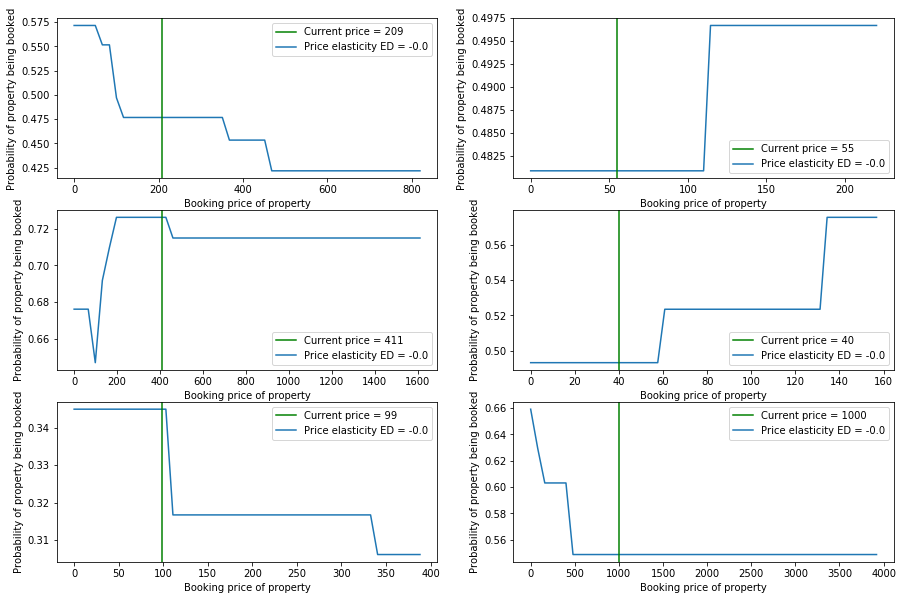 0.575
0.550
0.525
0.500
0.475
0.450
0.425
Probability of property being booked
0 200 400 600 800
Booking price of property
Current price = 209
Price elasticity ED = -0.0
0.4975
0.4950
0.4925
0.4900
0.4875
0.4850
0.4825
Probability of property being booked
0 50 100 150 200
Booking price of property
Current price = 55
Price elasticity ED = -0.0
0.72
0.70
0.68
0.66
Probability of property being booked
0 200 400 600 800 1000 1200 1400 1600
Booking price of property
Current price = 411
Price elasticity ED = -0.0
0.56
0.54
0.52
0.50
Probability of property being booked
0 20 40 60 80 100 120 140 160
Booking price of property
Current price = 40
Price elasticity ED = -0.0
0.34
0.33
0.32
0.31
Probability of property being booked
0 50 100 150 200 250 300 350 400
Booking price of property
Current price = 99
Price elasticity ED = -0.0
0.66
0.64
0.62
0.60
0.58
0.56
Probability of property being booked
0 500 1000 1500 2000 2500 3000 3500 4000
Booking price of property
Current price = 1000
Price elasticity ED = -0.0